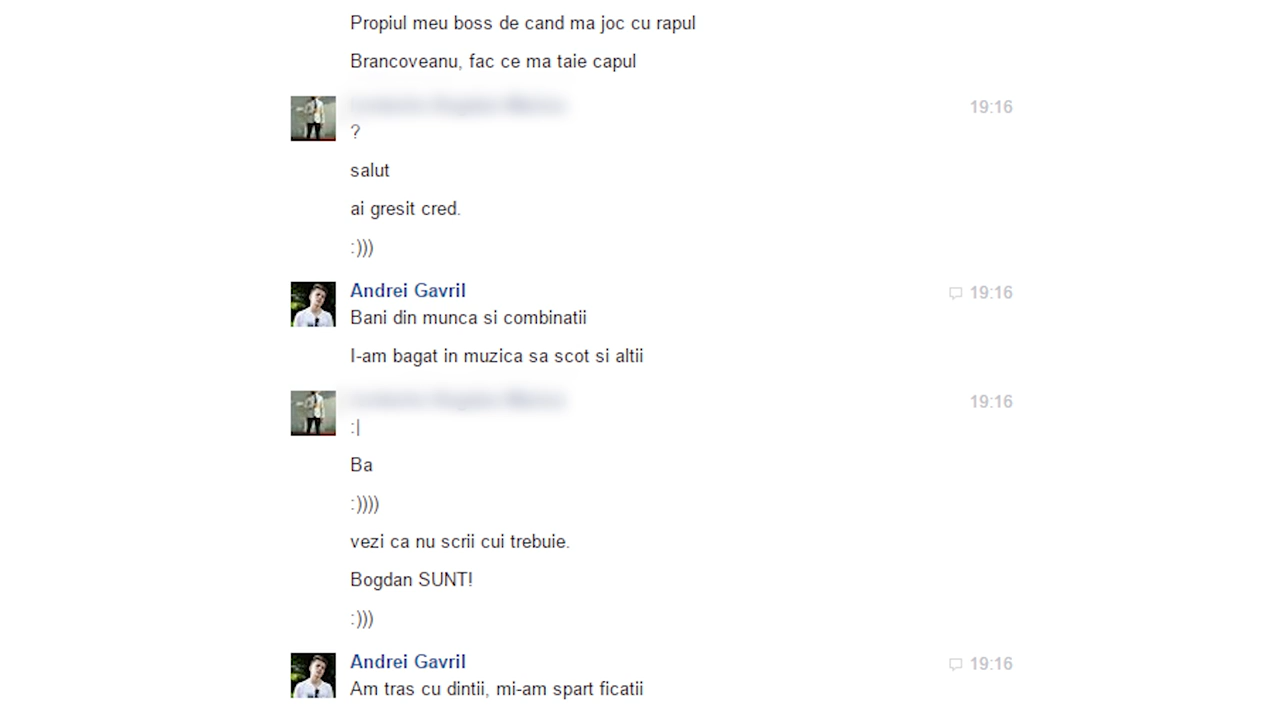 Propiul meu boss de cand ma joc cu rapul
Brancoveanu, fac ce ma taie capul
19:16
?
salut
ai gresit cred.
:)))
Andrei Gavril 19:16
Bani din munca si combinatii
I-am bagat in muzica sa scot si altii
19:16
:|
Ba
:))))
vezi ca nu scrii cui trebuie.
Bogdan SUNT!
:)))
Andrei Gavril 19:16
Am tras cu dintii, mi-am spart ficatii